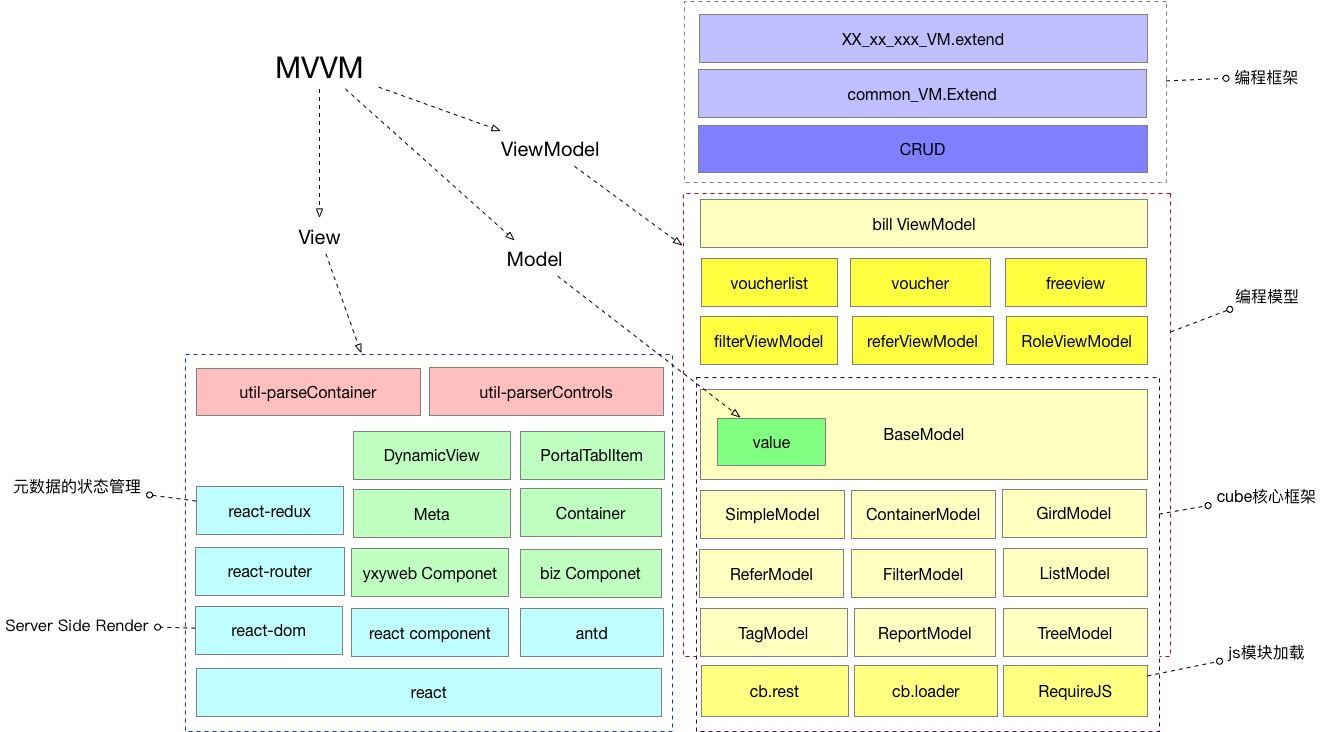 MVVM
ViewModel
View
Model
XX_xx_xxx_VM.extend
common_VM.Extend
CRUD
编程框架
bill ViewModel
voucherlist
voucher
freeview
filterViewModel
referViewModel
RoleViewModel
编程模型
util-parseContainer
util-parserControls
DynamicView
PortalTablItem
元数据的状态管理
react-redux
Meta
Container
react-router
yxyweb Componet
biz Componet
Server Side Render
react-dom
react component
antd
react
value
BaseModel
SimpleModel
ContainerModel
GirdModel
cube核心框架
ReferModel
FilterModel
ListModel
TagModel
ReportModel
TreeModel
js模块加载
cb.rest
cb.loader
RequireJS